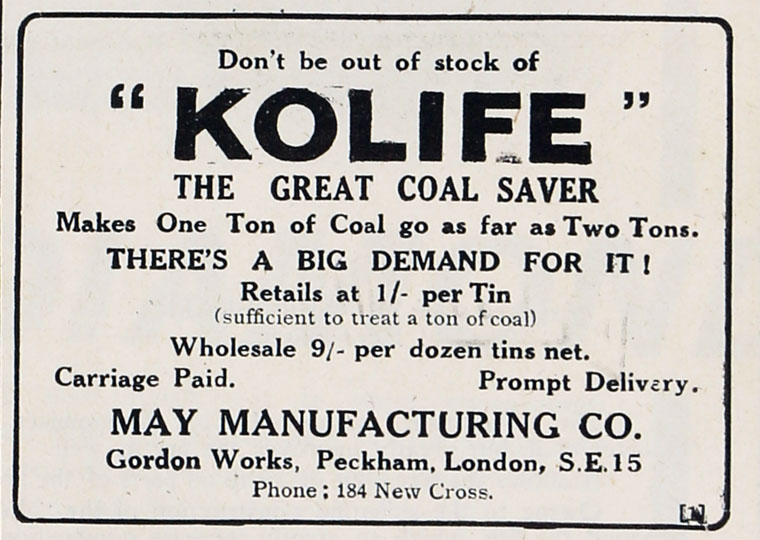 Don't be out of stock of
"KOLIFE"
THE GREAT COAL SAVER
Makes One Ton of Coal go as far as Two Tons.
THERE'S A BIG DEMAND FOR IT!
Retails at 1/- per Tin
(sufficient to treat a ton of coal)
Wholesale 9/- per dozen tins net.
Carriage Paid. Prompt Delivery.
MAY MANUFACTURING CO.
Gordon Works, Peckham, London, S.E.15
Phone: 184 New Cross.